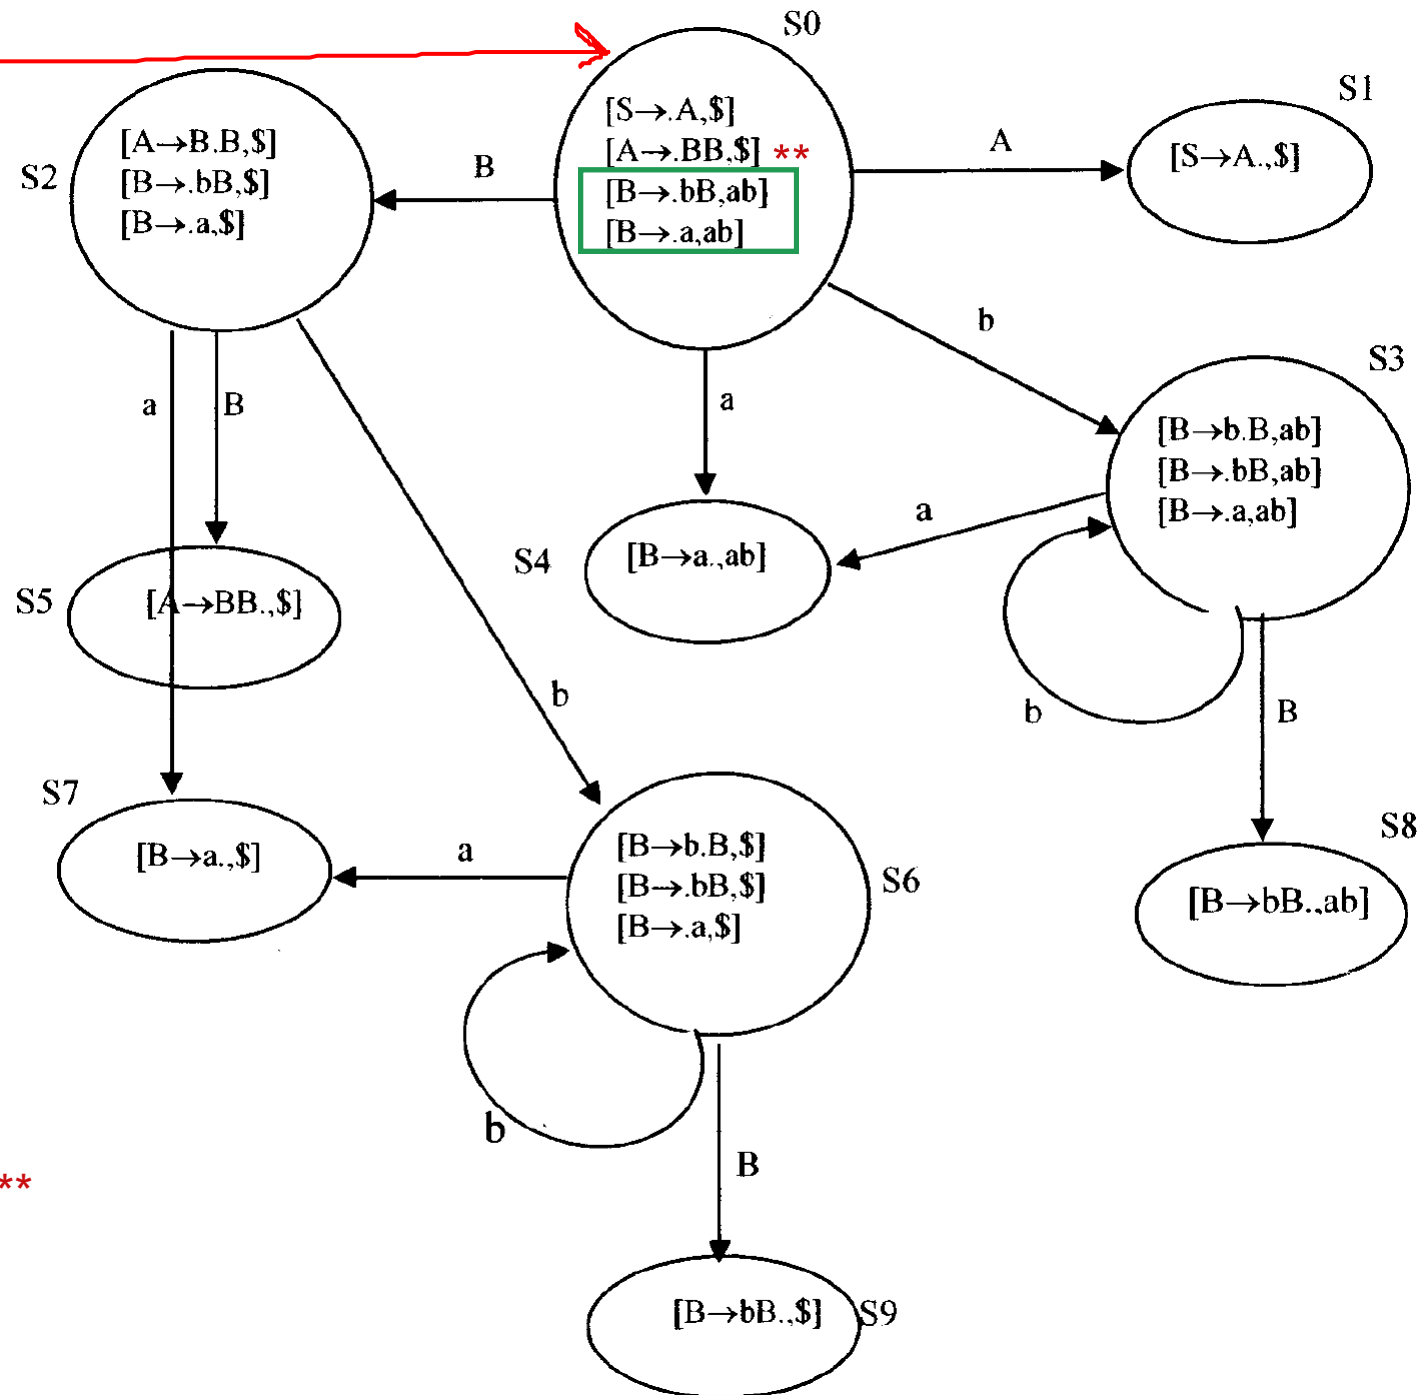 S0
[S→.A,$]
[A→.BB,$] **
[B→.bB,ab]
[B→.a,ab]
A
S1
[S→A.,$]
S2
[A→B.B,$]
[B→.bB,$]
[B→.a,$]
B
b
a
S3
[B→b.B,ab]
[B→.bB,ab]
[B→.a,ab]
a
B
a
S4
[B→a.,ab]
S5
[A→BB.,$]
b
b
B
S7
[B→a.,$]
a
[B→b.B,$]
[B→.bB,$]
[B→.a,$]
S6
S8
[B→bB.,ab]
b
B
**
[B→bB.,$]
S9